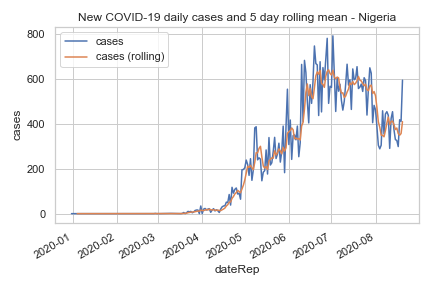 New COVID-19 daily cases and 5 day rolling mean - Nigeria
cases
cases (rolling)
800
600
400
200
0
cases
2020-01
2020-02
2020-03
2020-04
2020-05
2020-06
2020-07
2020-08
dateRep